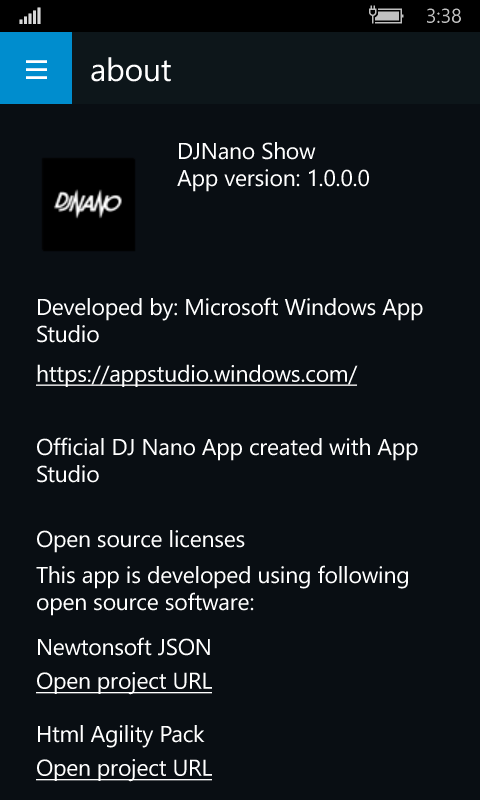 3:38
about
DJNano Show
App version: 1.0.0.0
DJNANO
Developed by: Microsoft Windows App
Studio
https://appstudio.windows.com/
Official DJ Nano App created with App
Studio
Open source licenses
This app is developed using following
open source software:
Newtonsoft JSON
Open project URL
Html Agility Pack
Open project URL